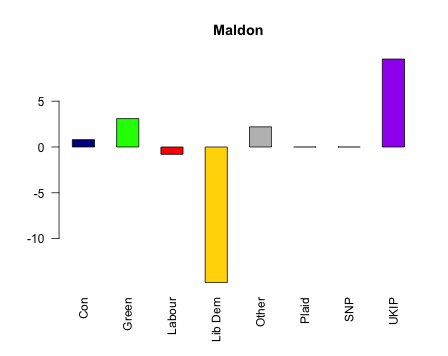 Maldon
5
0
-5
-10
Con
Green
Labour
Lib Dem
Other
Plaid
SNP
UKIP